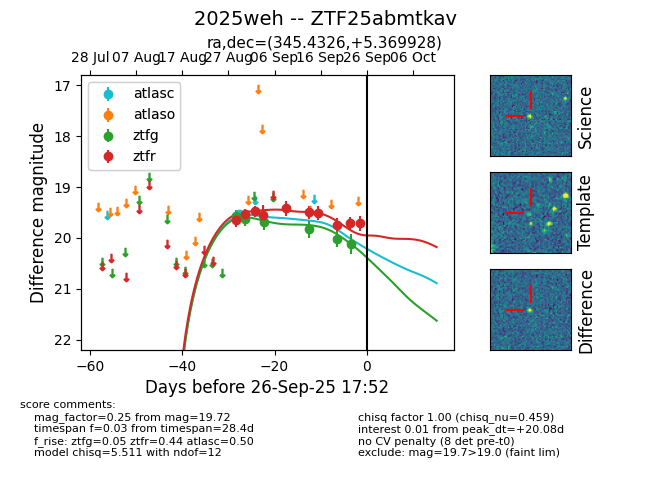 2025weh -- ZTF25abmtkav
ra,dec=(345.4326,+5.369928)
28 Jul 07 Aug 17 Aug 27 Aug 06 Sep 16 Sep 26 Sep 06 Oct
17
18
19
20
21
22
Difference magnitude
atlasc
atlaso
ztfg
ztfr
−60 −40 −20 0
Days before 26-Sep-25 17:52
Science
Template
Difference
score comments:
mag_factor=0.25 from mag=19.72
timespan f=0.03 from timespan=28.4d
f_rise: ztfg=0.05 ztfr=0.44 atlasc=0.50
model chisq=5.511 with ndof=12
chisq factor 1.00 (chisq_nu=0.459)
interest 0.01 from peak_dt=+20.08d
no CV penalty (8 det pre-t0)
exclude: mag=19.7>19.0 (faint lim)